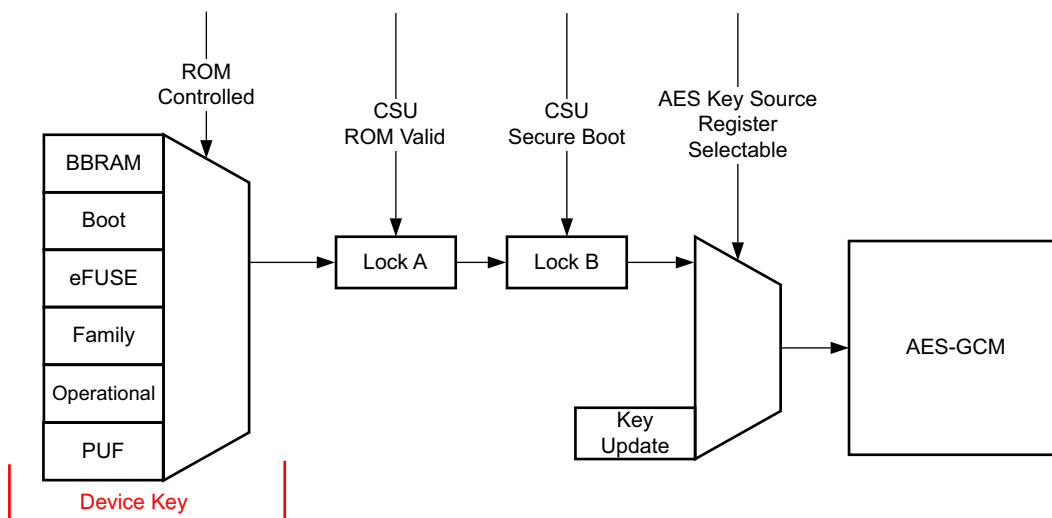 ROM
Controlled
CSU
ROM Valid
CSU
Secure Boot
AES Key Source
Register
Selectable
BBRAM
Boot
eFUSE
Family
Operational
PUF
Lock A
Lock B
Key
Update
AES-GCM
Device Key